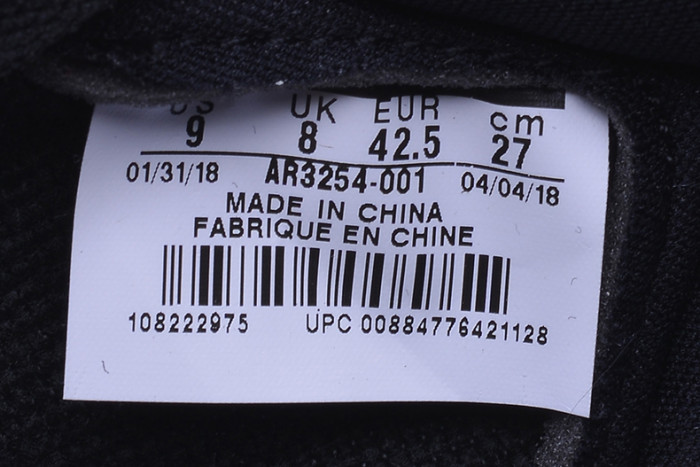 US UK EUR cm
9 8 42.5 27
01/31/18 AR3254-001 04/04/18
MADE IN CHINA
FABRIQUE EN CHINE
108222975 UPC 00884776421128